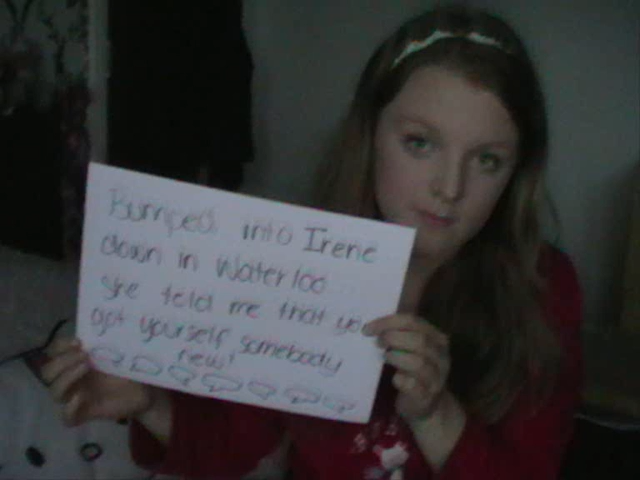 Bumped into Irene
down in Waterloo
she told me that you
got yourself somebody
new!